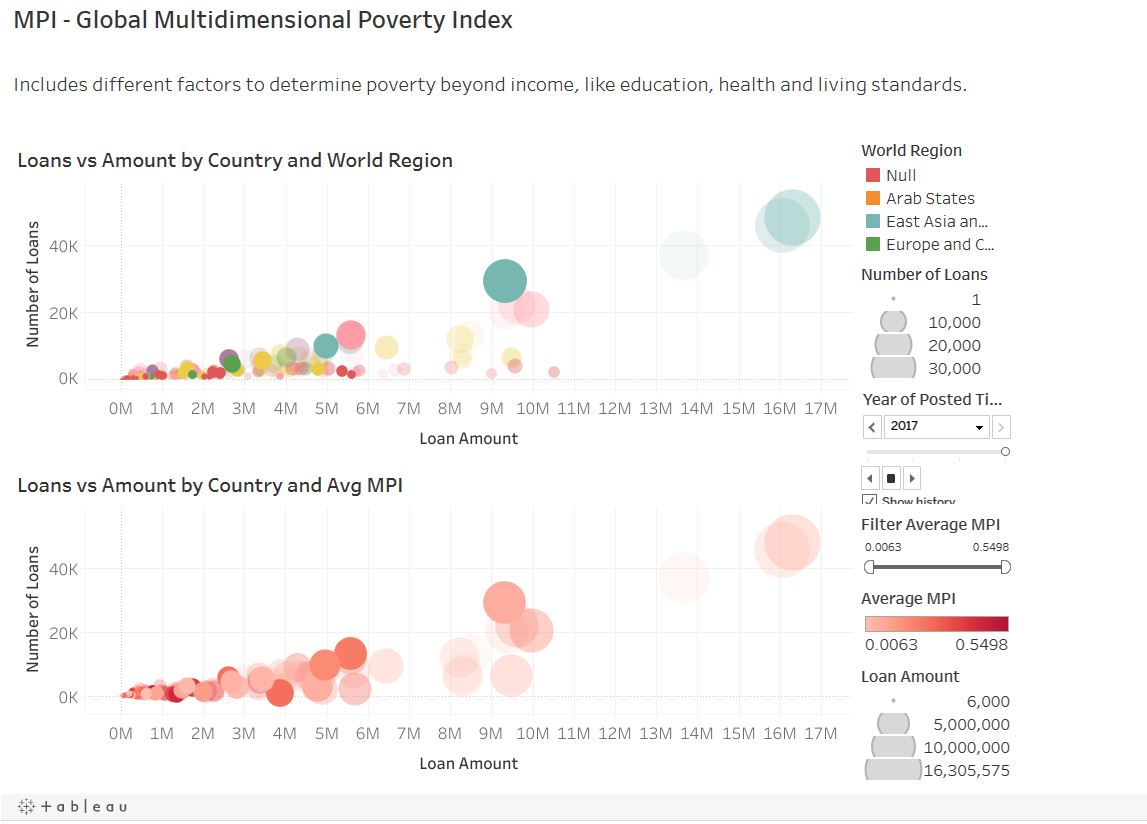 MPI - Global Multidimensional Poverty Index
Includes different factors to determine poverty beyond income, like education, health and living standards.
Loans vs Amount by Country and World Region
Number of Loans
40K
20K
0K
0M 1M 2M 3M 4M 5M 6M 7M 8M 9M 10M 11M 12M 13M 14M 15M 16M 17M
Loan Amount
Loans vs Amount by Country and Avg MPI
Number of Loans
40K
20K
0K
0M 1M 2M 3M 4M 5M 6M 7M 8M 9M 10M 11M 12M 13M 14M 15M 16M 17M
Loan Amount
World Region
Null
Arab States
East Asia an...
Europe and C...
Number of Loans
1
10,000
20,000
30,000
Year of Posted Ti...
2017
Show history
Filter Average MPI
0.0063 0.5498
Average MPI
0.0063 0.5498
Loan Amount
6,000
5,000,000
10,000,000
16,305,575
+ableau